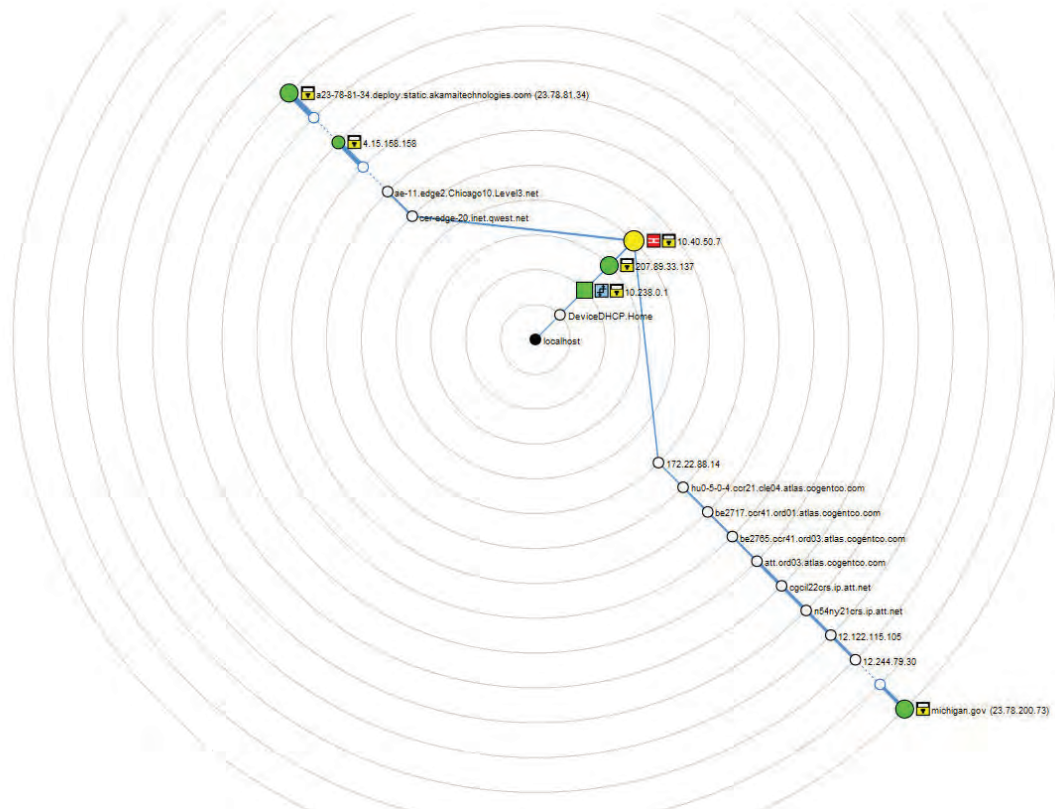 a23-78-81-34.deploy.static.akamaitechnologies.com (23.78.81.34)
4.15.158.158
ae-11.edge2.Chicago10.Level3.net
cer-edge-20.inet.qwest.net
10.40.50.7
207.89.33.137
10.238.0.1
DeviceDHCP.Home
localhost
172.22.88.14
hu0-5-0-4.ccr21.cle04.atlas.cogentco.com
be2717.ccr41.ord01.atlas.cogentco.com
be2765.ccr41.ord03.atlas.cogentco.com
att.ord03.atlas.cogentco.com
cgcil22crs.ip.att.net
n54ny21crs.ip.att.net
12.122.115.105
12.244.79.30
michigan.gov (23.78.200.73)